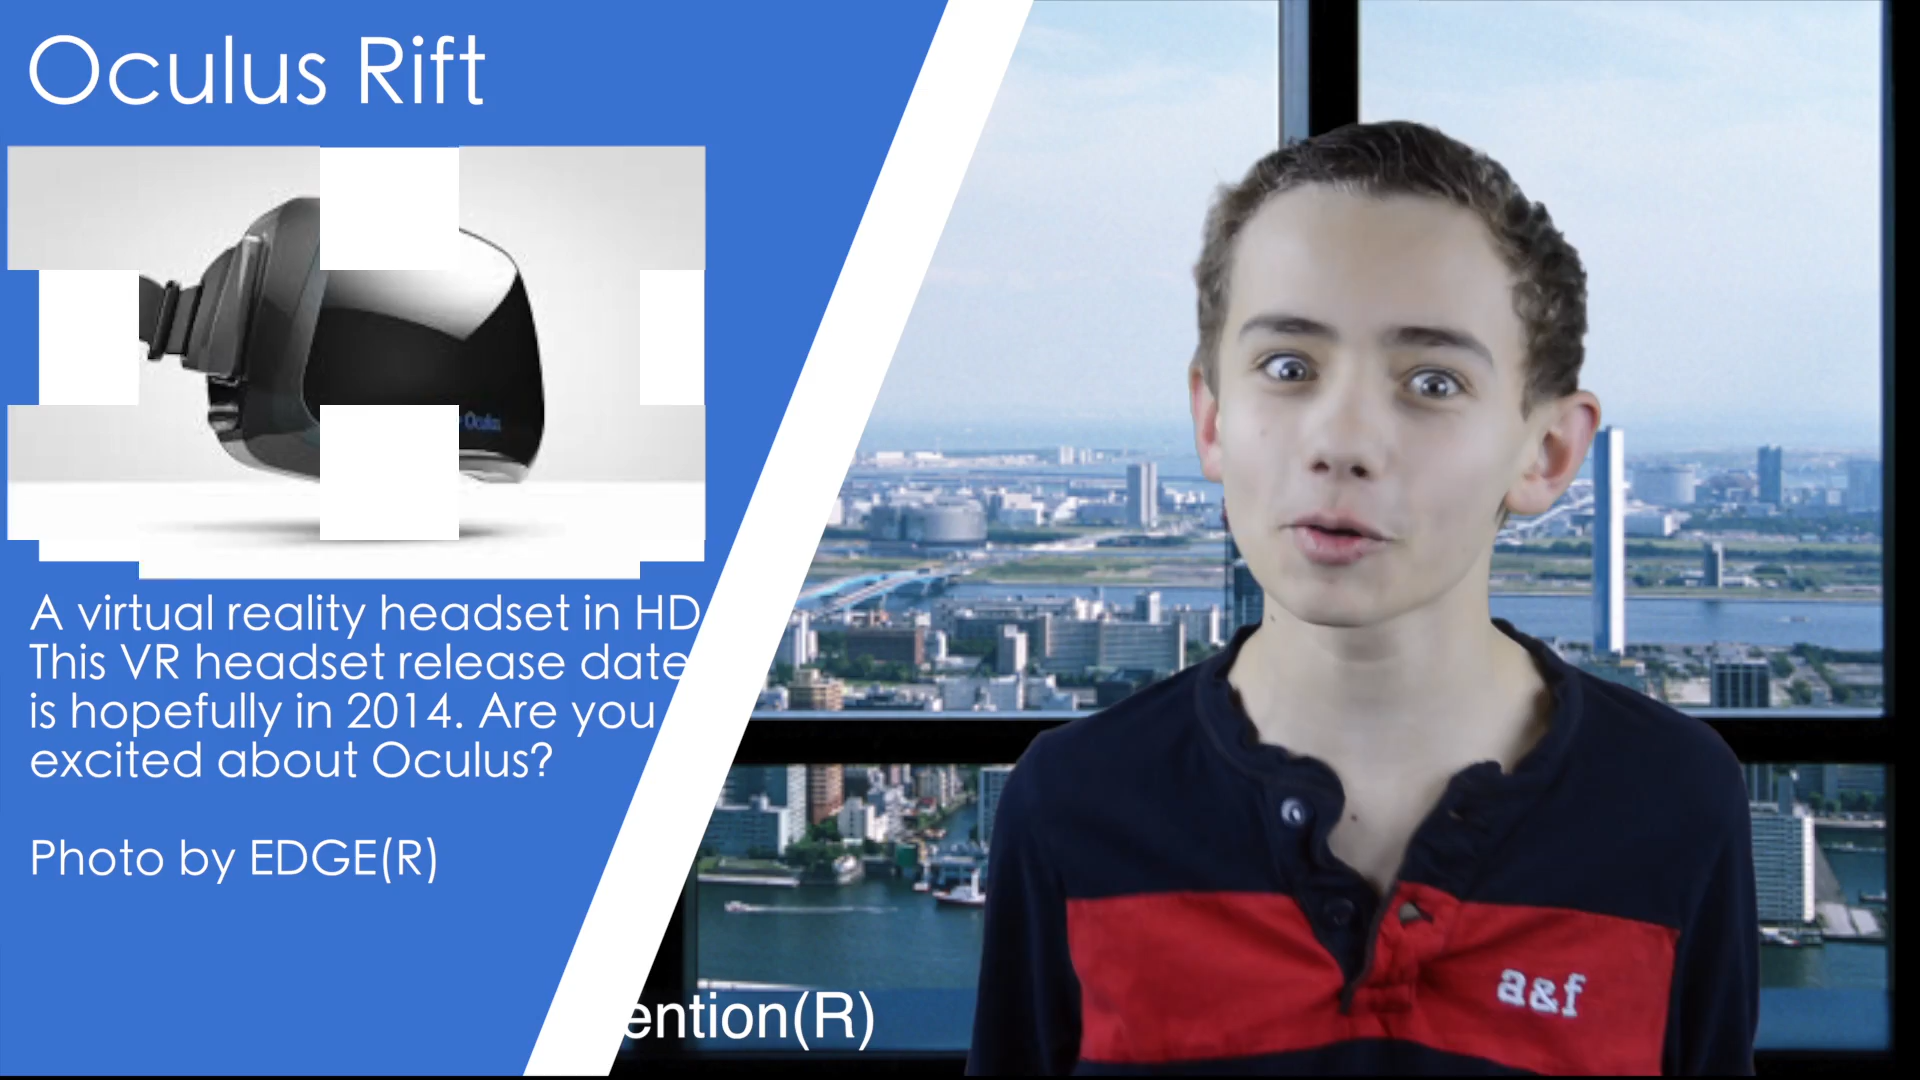 Oculus Rift
Oculus
A virtual reality headset in HD
This VR headset release date
is hopefully in 2014. Are you
excited about Oculus?
Photo by EDGE(R)
ention(R)
a&f